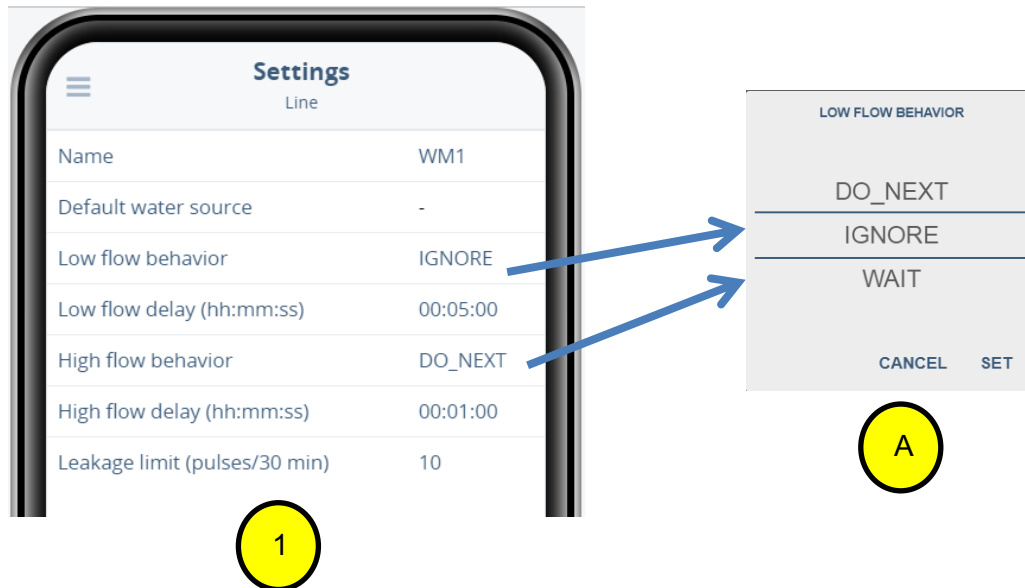 Settings
Line
Name WM1
Default water source -
Low flow behavior IGNORE
Low flow delay (hh:mm:ss) 00:05:00
High flow behavior DO_NEXT
High flow delay (hh:mm:ss) 00:01:00
Leakage limit (pulses/30 min) 10
1
LOW FLOW BEHAVIOR
DO_NEXT
IGNORE
WAIT
CANCEL SET
A